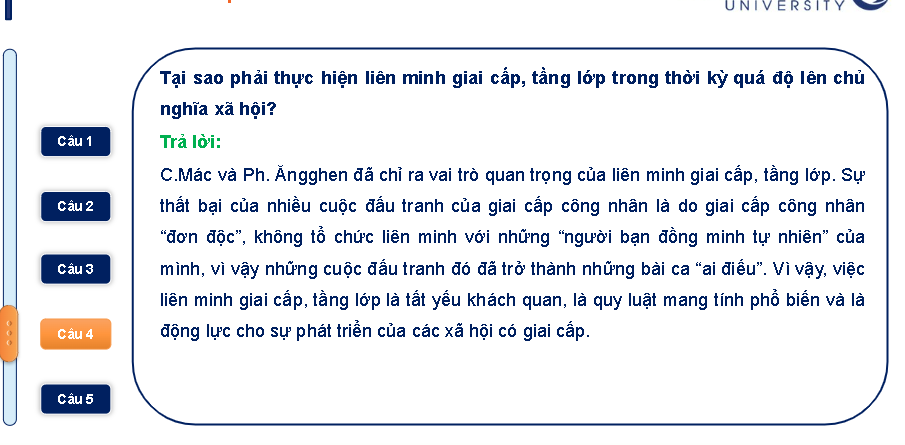 UNIVERSITY
Tại sao phải thực hiện liên minh giai cấp, tầng lớp trong thời kỳ quá độ lên chủ
nghĩa xã hội?
Trả lời:
C.Mác và Ph. Ăngghen đã chỉ ra vai trò quan trọng của liên minh giai cấp, tầng lớp. Sự
thất bại của nhiều cuộc đấu tranh của giai cấp công nhân là do giai cấp công nhân
“đơn độc”, không tổ chức liên minh với những “người bạn đồng minh tự nhiên” của
mình, vì vậy những cuộc đấu tranh đó đã trở thành những bài ca “ai điếu”. Vì vậy, việc
liên minh giai cấp, tầng lớp là tất yếu khách quan, là quy luật mang tính phổ biến và là
động lực cho sự phát triển của các xã hội có giai cấp.
Câu 1
Câu 2
Câu 3
Câu 4
Câu 5